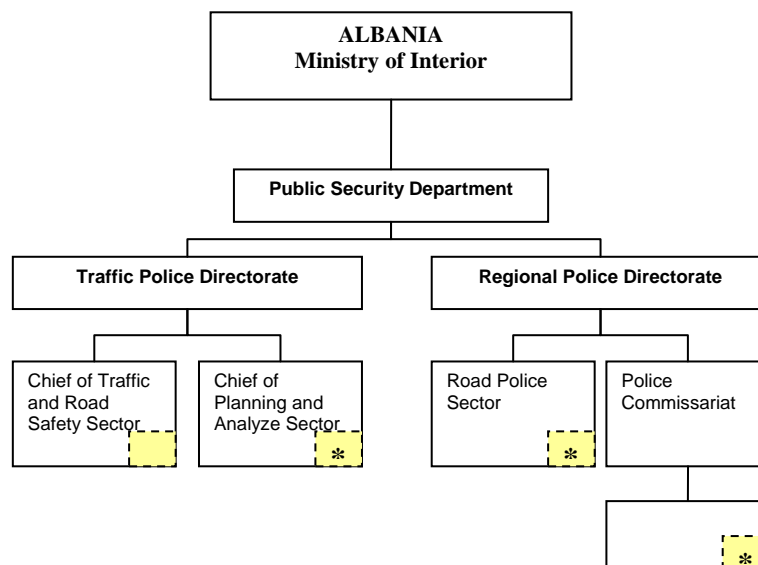 ALBANIA
Ministry of Interior
Public Security Department
Traffic Police Directorate
Regional Police Directorate
Chief of Traffic
and Road
Safety Sector
Chief of
Planning and
Analyze Sector
*
Road Police
Sector
*
Police
Commissariat
*